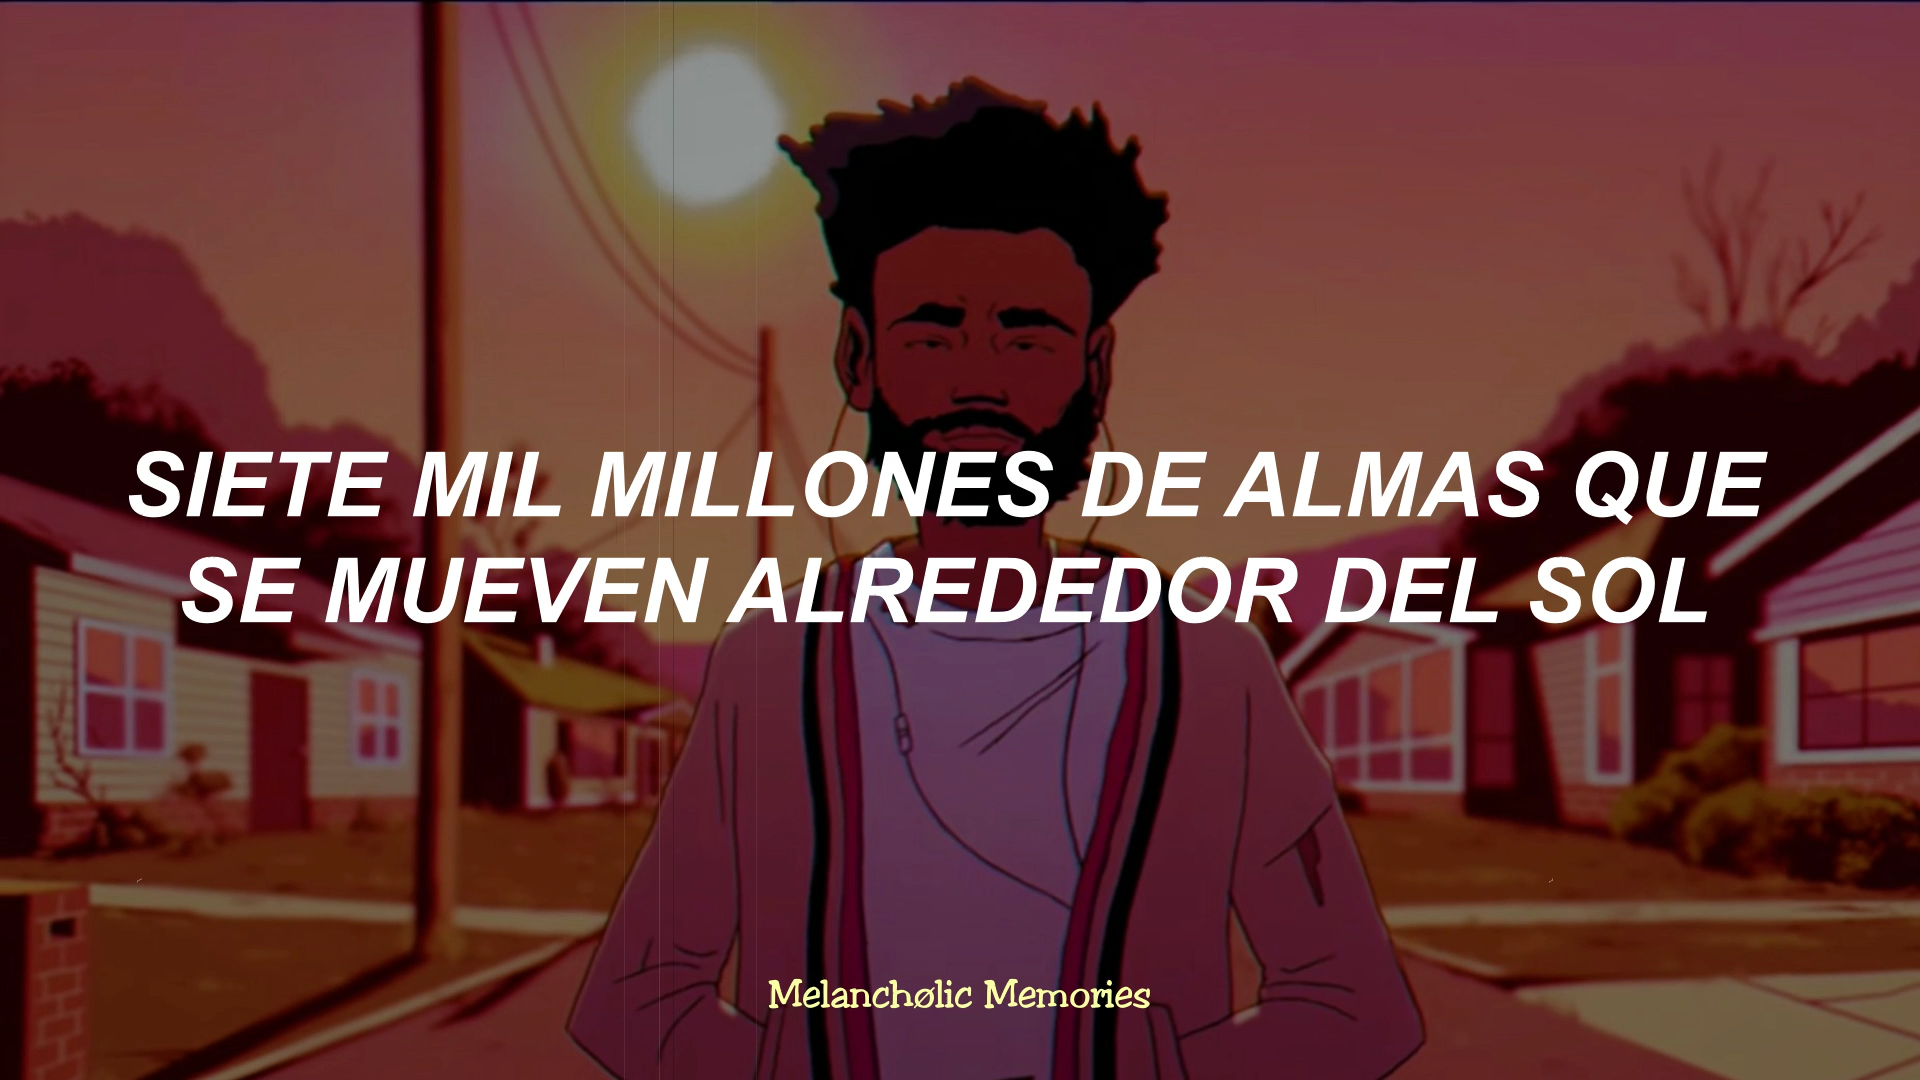 SIETE MIL MILLONES DE ALMAS QUE
SE MUEVEN ALREDEDOR DEL SOL
Melanchølic Memories